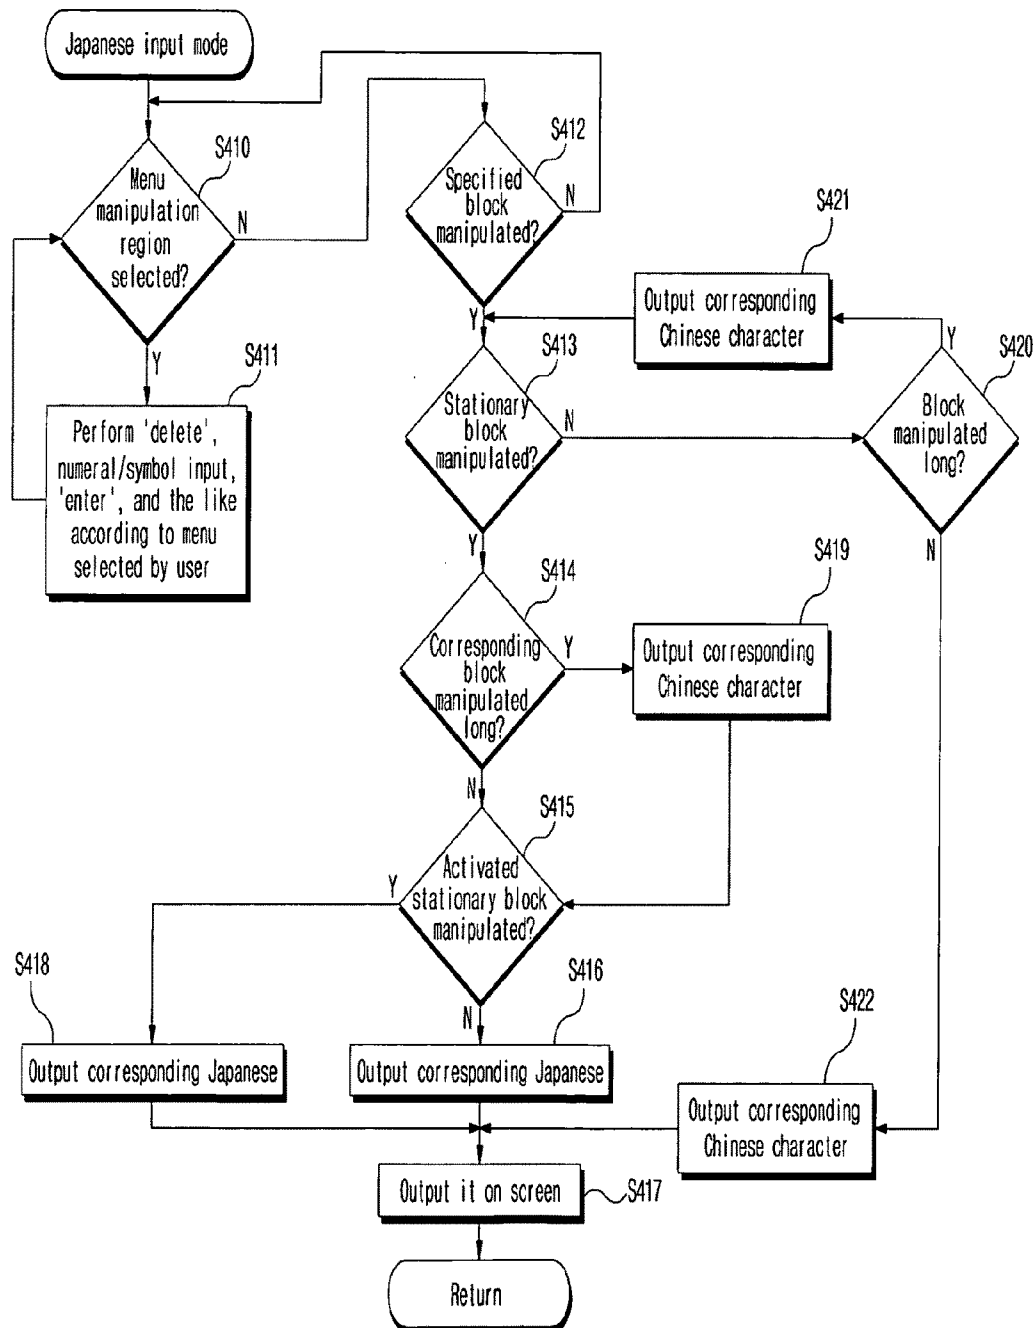 Japanese input mode
S410
Menu
manipulation
region
selected?
N
Y
S411
Perform 'delete',
numeral/symbol input,
'enter', and the like
according to menu
selected by user
S412
Specified
block
manipulated?
N
Y
S421
Output corresponding
Chinese character
S413
Stationary
block
manipulated?
N
Y
S420
Block
manipulated
long?
Y
N
S414
Corresponding
block
manipulated
long?
Y
N
S419
Output corresponding
Chinese character
S415
Activated
stationary block
manipulated?
Y
N
S418
Output corresponding Japanese
S416
Output corresponding Japanese
S422
Output corresponding
Chinese character
Output it on screen
S417
Return